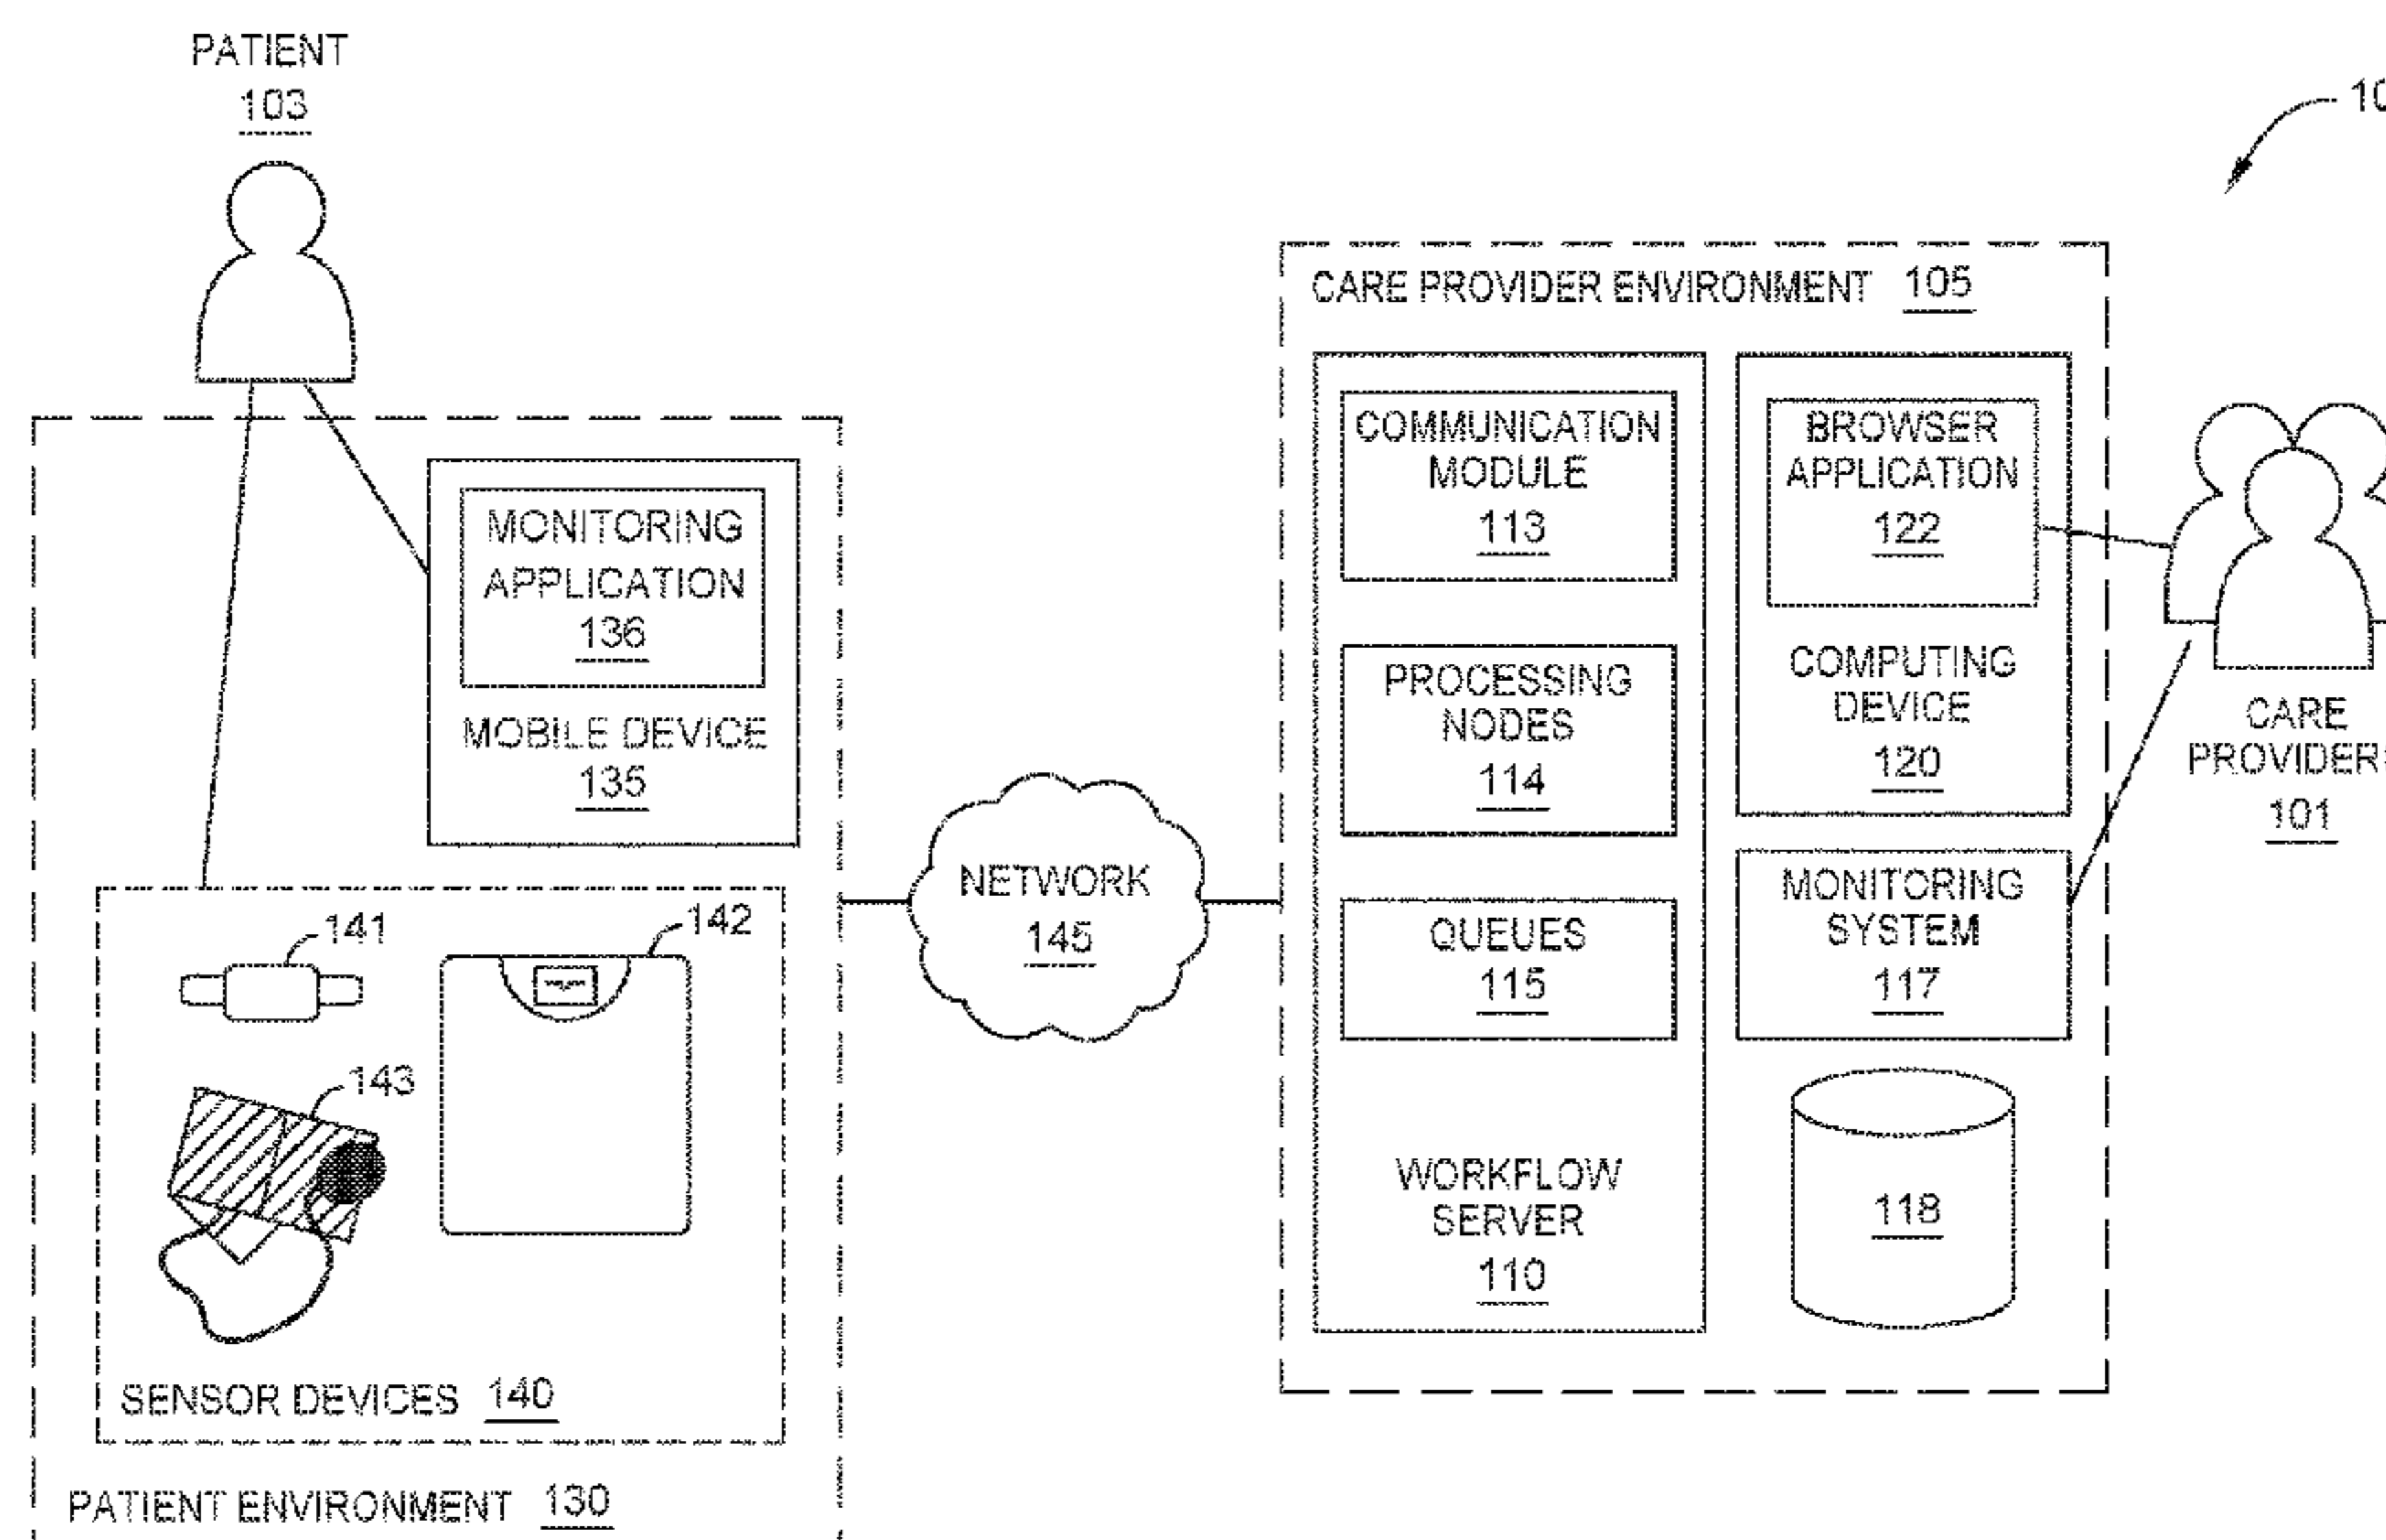 PATIENT
103
MONITORING
APPLICATION
136
MOBILE DEVICE
135
141
142
143
SENSOR DEVICES 140
PATIENT ENVIRONMENT 130
NETWORK
145
CARE PROVIDER ENVIRONMENT 105
COMMUNICATION
MODULE
113
PROCESSING
NODES
114
QUEUES
115
WORKFLOW
SERVER
110
BROWSER
APPLICATION
122
COMPUTING
DEVICE
120
MONITORING
SYSTEM
117
118
CARE
101